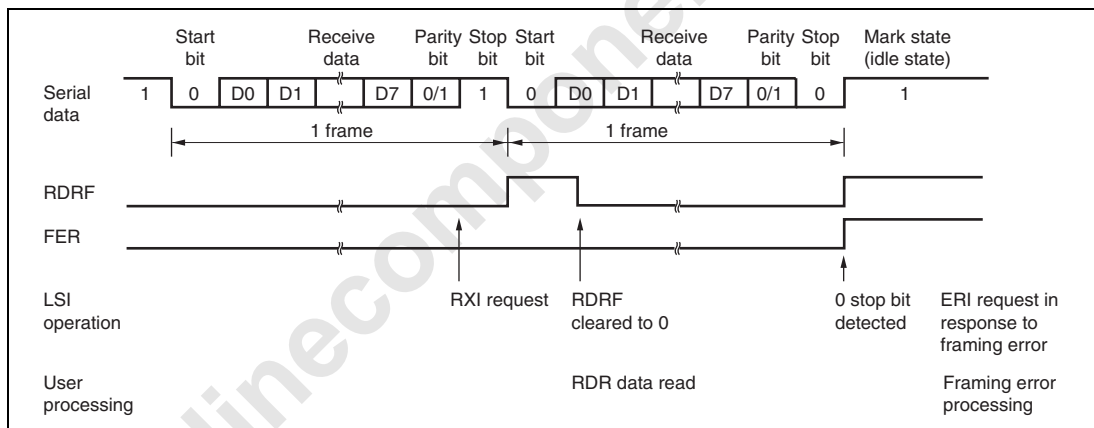 Start bit Receive data Parity bit Stop bit Start bit Receive data Parity bit Stop bit Mark state (idle state)
Serial data 1 0 D0 D1 D7 0/1 1 0 D0 D1 D7 0/1 0 1
1 frame 1 frame
RDRF
FER
LSI operation RXI request RDRF cleared to 0 0 stop bit detected ERI request in response to framing error
User processing RDR data read Framing error processing
linecompone